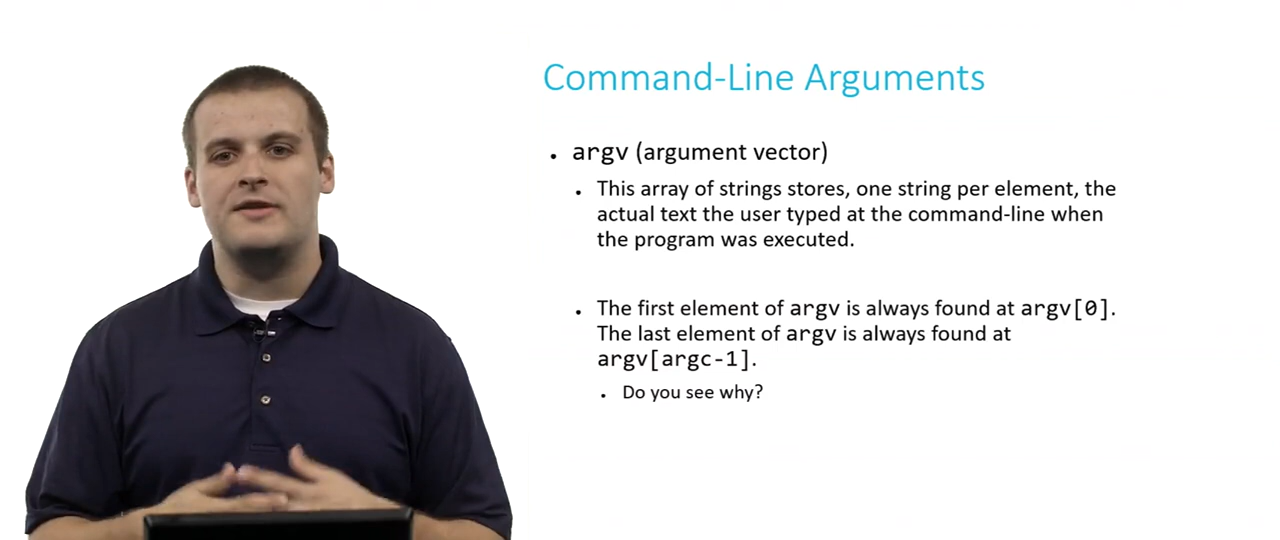 Command-Line Arguments
• argv (argument vector)
• This array of strings stores, one string per element, the
actual text the user typed at the command-line when
the program was executed.
• The first element of argv is always found at argv[0].
The last element of argv is always found at
argv[argc-1].
• Do you see why?